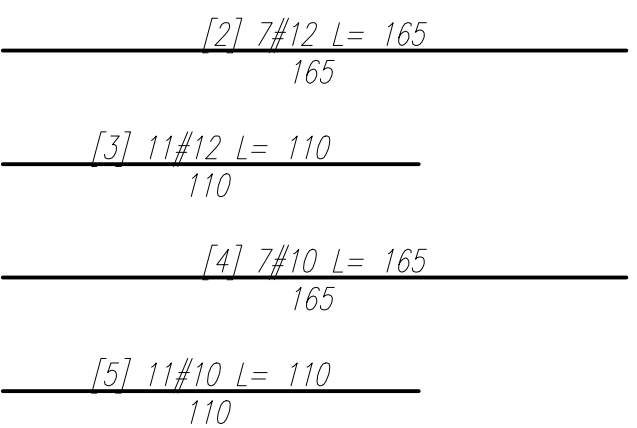 [2] 7#12 L= 165
165
[3] 11#12 L= 110
110
[4] 7#10 L= 165
165
[5] 11#10 L= 110
110